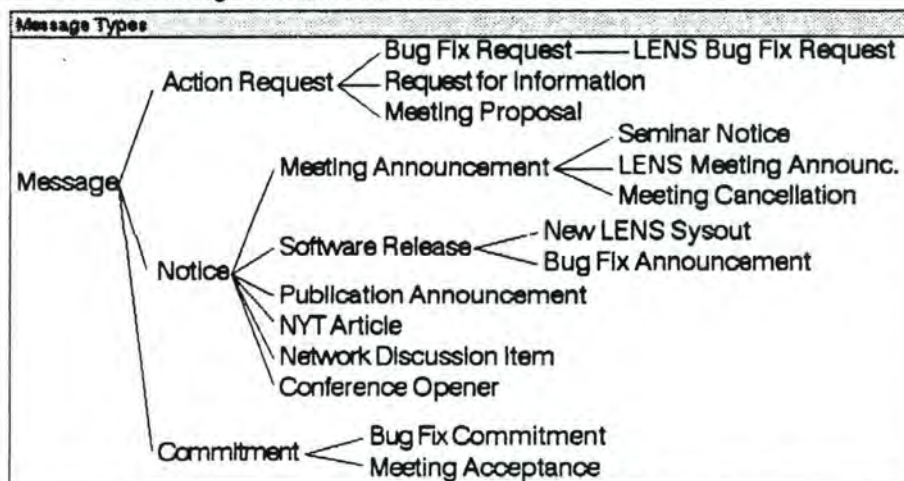 Message Types
Bug Fix Request LENS Bug Fix Request
Action Request Request for Information
Meeting Proposal
Seminar Notice
Meeting Announcement LENS Meeting Announc.
Message Meeting Cancellation
New LENS Sysout
Software Release
Bug Fix Announcement
Notice
Publication Announcement
NYT Article
Network Discussion Item
Conference Opener
Bug Fix Commitment
Commitment
Meeting Acceptance